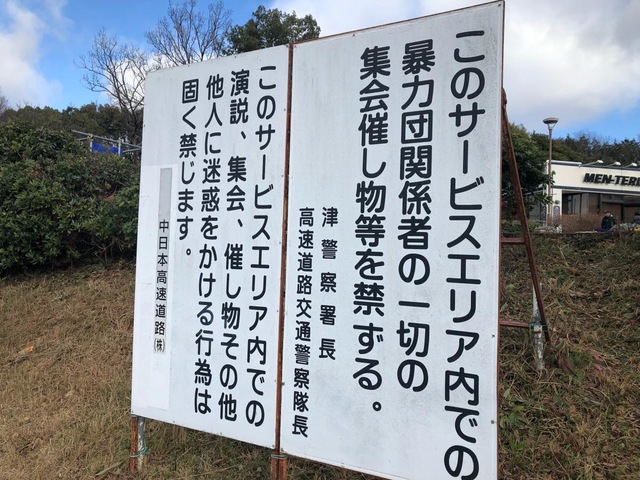 このサービスエリア内での
暴力団関係者の一切の
集会催し物等を禁ずる。
津警察署長
高速道路交通警察隊長
このサービスエリア内での
演説、集会、催し物その他
他人に迷惑をかける行為は
固く禁じます。
中日本高速道路㈱
MEN-TER